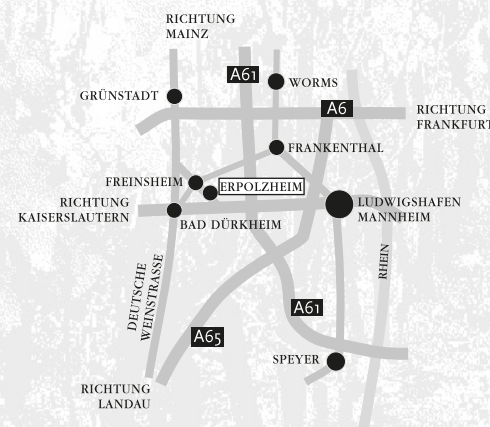 RICHTUNG
MAINZ
A61
WORMS
GRÜNSTADT
A6
RICHTUNG
FRANKFURT
FRANKENTHAL
FREINSHEIM
ERPOLZHEIM
RICHTUNG
KAISERSLAUTERN
LUDWIGSHAFEN
MANNHEIM
BAD DÜRKHEIM
RHEIN
DEUTSCHE
WEINSTRASSE
A61
A65
SPEYER
RICHTUNG
LANDAU